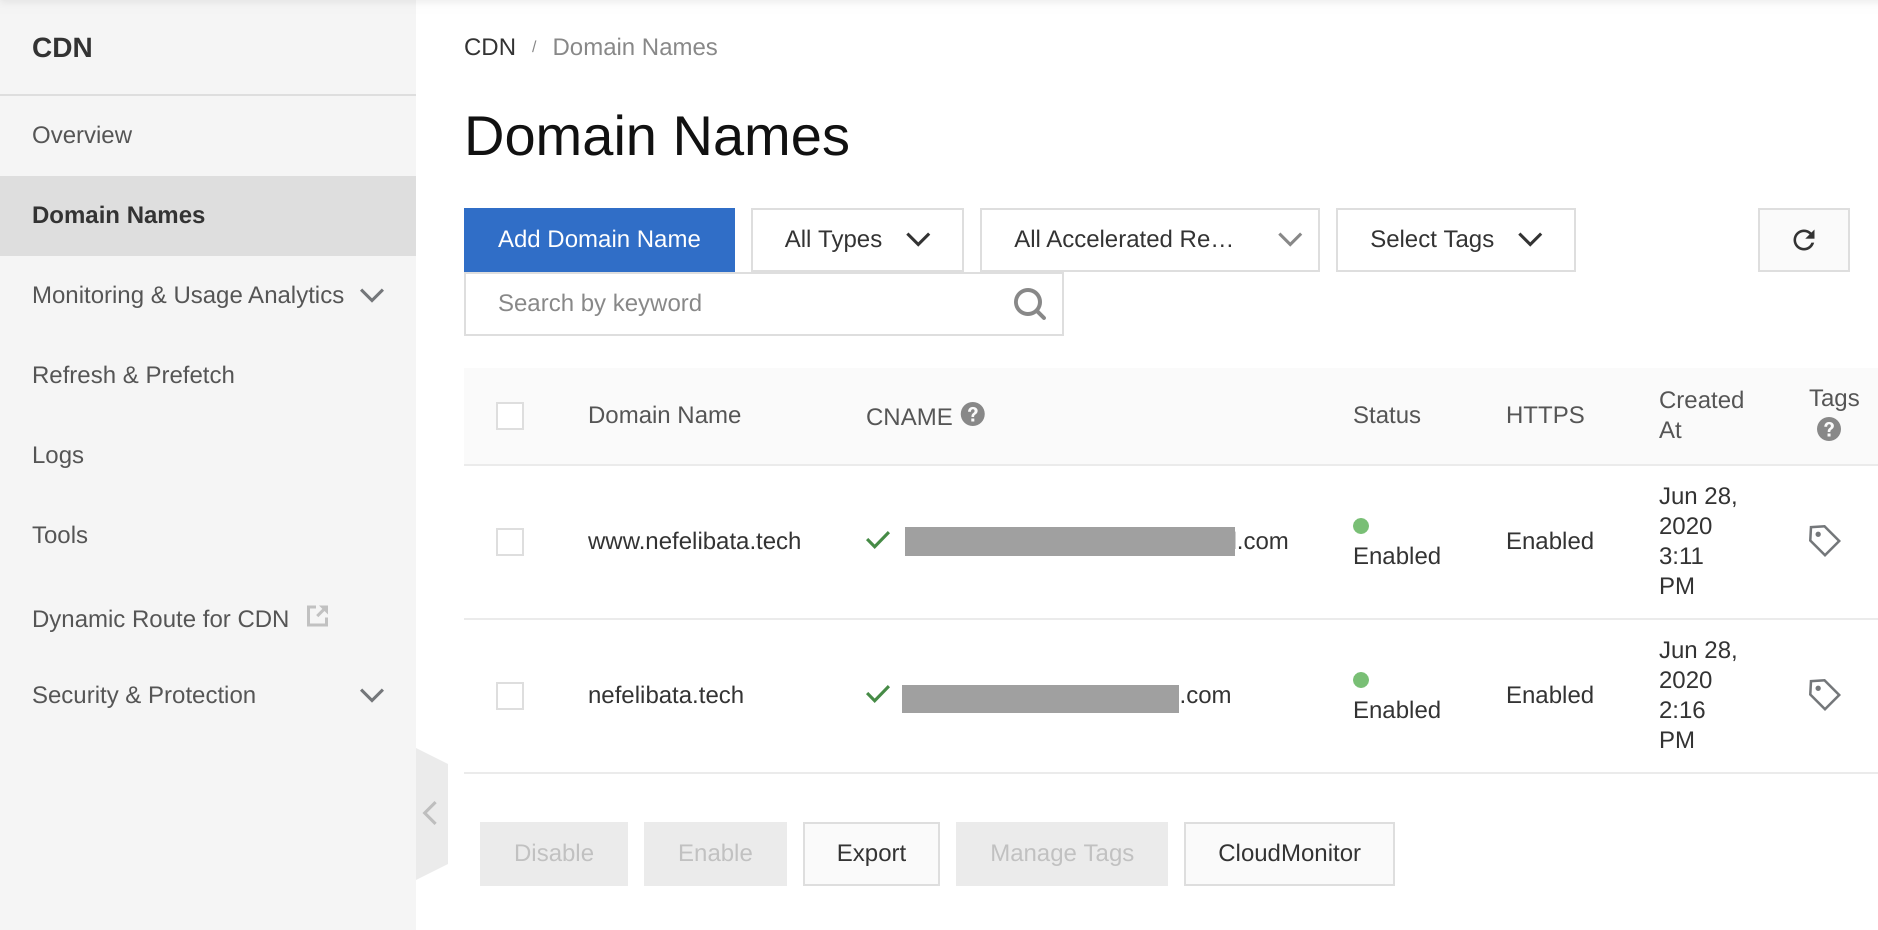 CDN
Overview
Domain Names
Monitoring & Usage Analytics
Refresh & Prefetch
Logs
Tools
Dynamic Route for CDN
Security & Protection
CDN / Domain Names
Domain Names
Add Domain Name
All Types
All Accelerated Re…
Select Tags
Search by keyword
Domain Name
CNAME ?
Status
HTTPS
Created
At
Tags
?
www.nefelibata.tech
.com
Enabled
Enabled
Jun 28,
2020
3:11
PM
nefelibata.tech
.com
Enabled
Enabled
Jun 28,
2020
2:16
PM
Disable
Enable
Export
Manage Tags
CloudMonitor